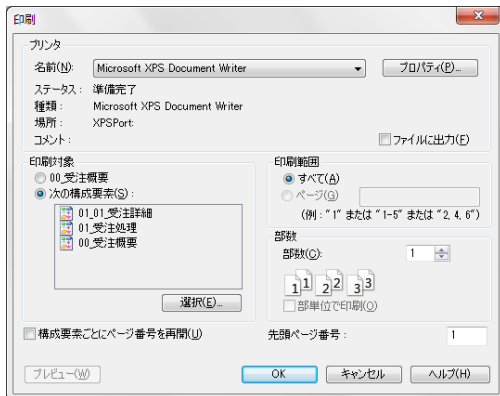 印刷
プリンタ
名前(N): Microsoft XPS Document Writer プロパティ(P)...
ステータス: 準備完了
種類: Microsoft XPS Document Writer
場所: XPSPort:
コメント: ファイルに出力(F)
印刷対象
00_受注概要
次の構成要素(S):
01_01_受注詳細
01_受注処理
00_受注概要
選択(E)...
構成要素ごとにページ番号を再開(U)
印刷範囲
すべて(A)
ページ(G)
(例: "1" または "1-5" または "2, 4, 6")
部数
部数(C): 1
1 1 2 2 3 3
部単位で印刷(O)
先頭ページ番号: 1
プレビュー(W) OK キャンセル ヘルプ(H)